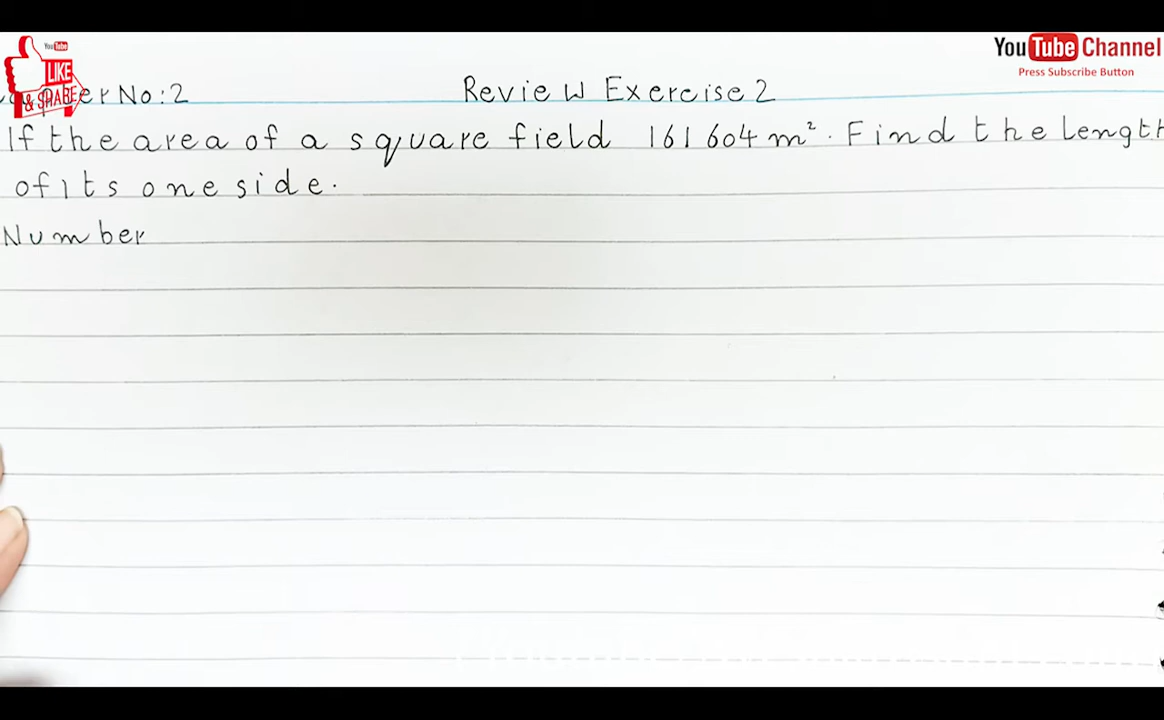 YouTube
LIKE
& SHARE
YouTube Channel
Press Subscribe Button
er No:2 Review Exercise 2
If the area of a square field 161604 m². Find the length
of its one side.
Number